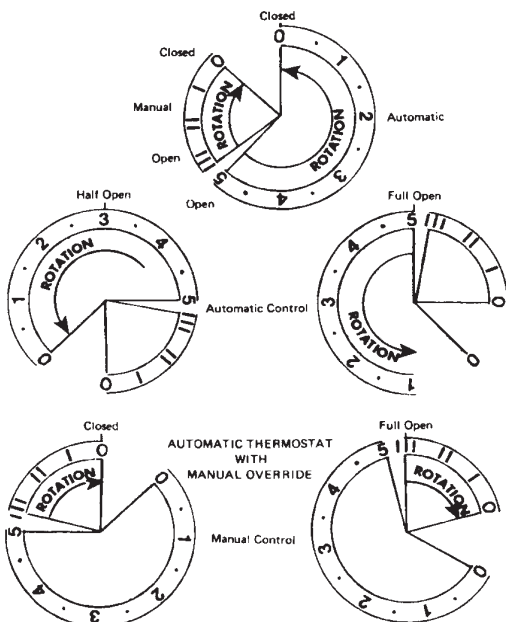 Closed
0 1 2 3 4 5
Closed
0 I II III
Manual
Automatic
Open
Open
ROTATION
ROTATION
Half Open
0 1 2 3 4 5
III II I 0
ROTATION
Full Open
1 2 3 4 5
III II I 0
0
ROTATION
Automatic Control
Closed
III II I 0
0 1 2 3 4 5
ROTATION
AUTOMATIC THERMOSTAT
WITH
MANUAL OVERRIDE
Full Open
5 III II I 0
4 3 2 1 0
ROTATION
Manual Control